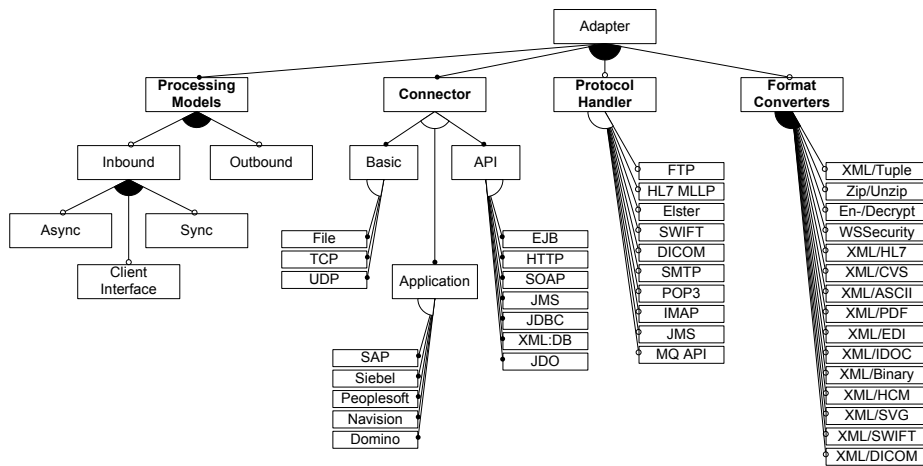 Adapter
Processing
Models
Connector
Protocol
Handler
Format
Converters
Inbound
Outbound
Basic
API
Async
Sync
Client
Interface
File
TCP
UDP
Application
SAP
Siebel
Peoplesoft
Navision
Domino
EJB
HTTP
SOAP
JMS
JDBC
XML:DB
JDO
FTP
HL7 MLLP
Elster
SWIFT
DICOM
SMTP
POP3
IMAP
JMS
MQ API
XML/Tuple
Zip/Unzip
En-/Decrypt
WSSecurity
XML/HL7
XML/CVS
XML/ASCII
XML/PDF
XML/EDI
XML/IDOC
XML/Binary
XML/HCM
XML/SVG
XML/SWIFT
XML/DICOM